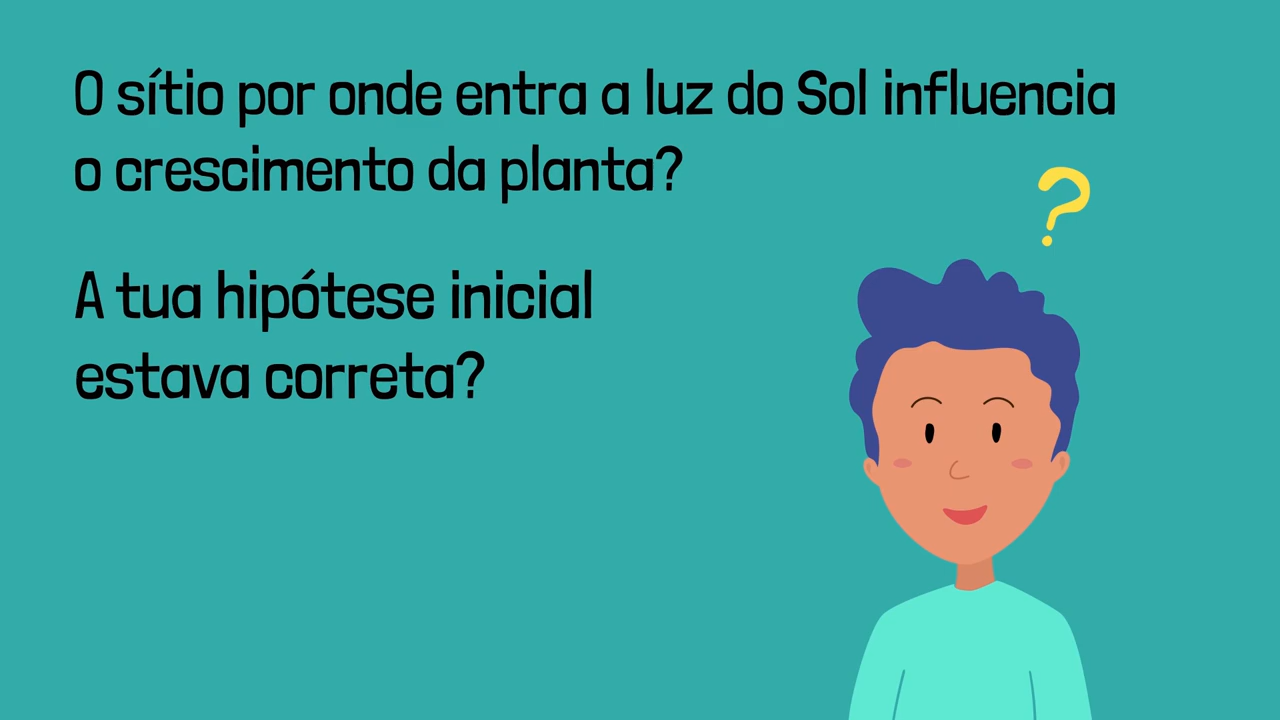 O sítio por onde entra a luz do Sol influencia
o crescimento da planta?
A tua hipótese inicial
estava correta?
?